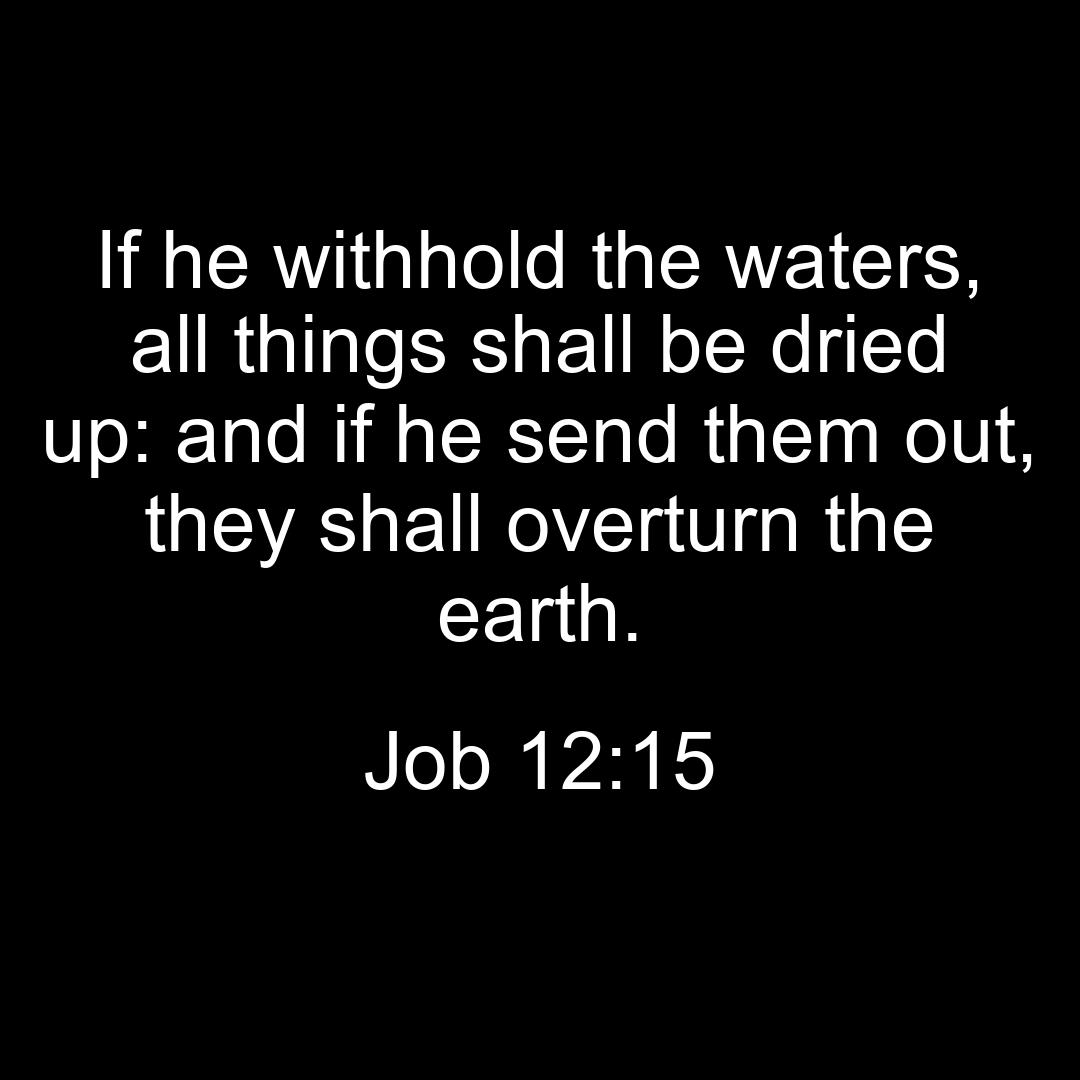 If he withhold the waters,
all things shall be dried
up: and if he send them out,
they shall overturn the
earth.
Job 12:15